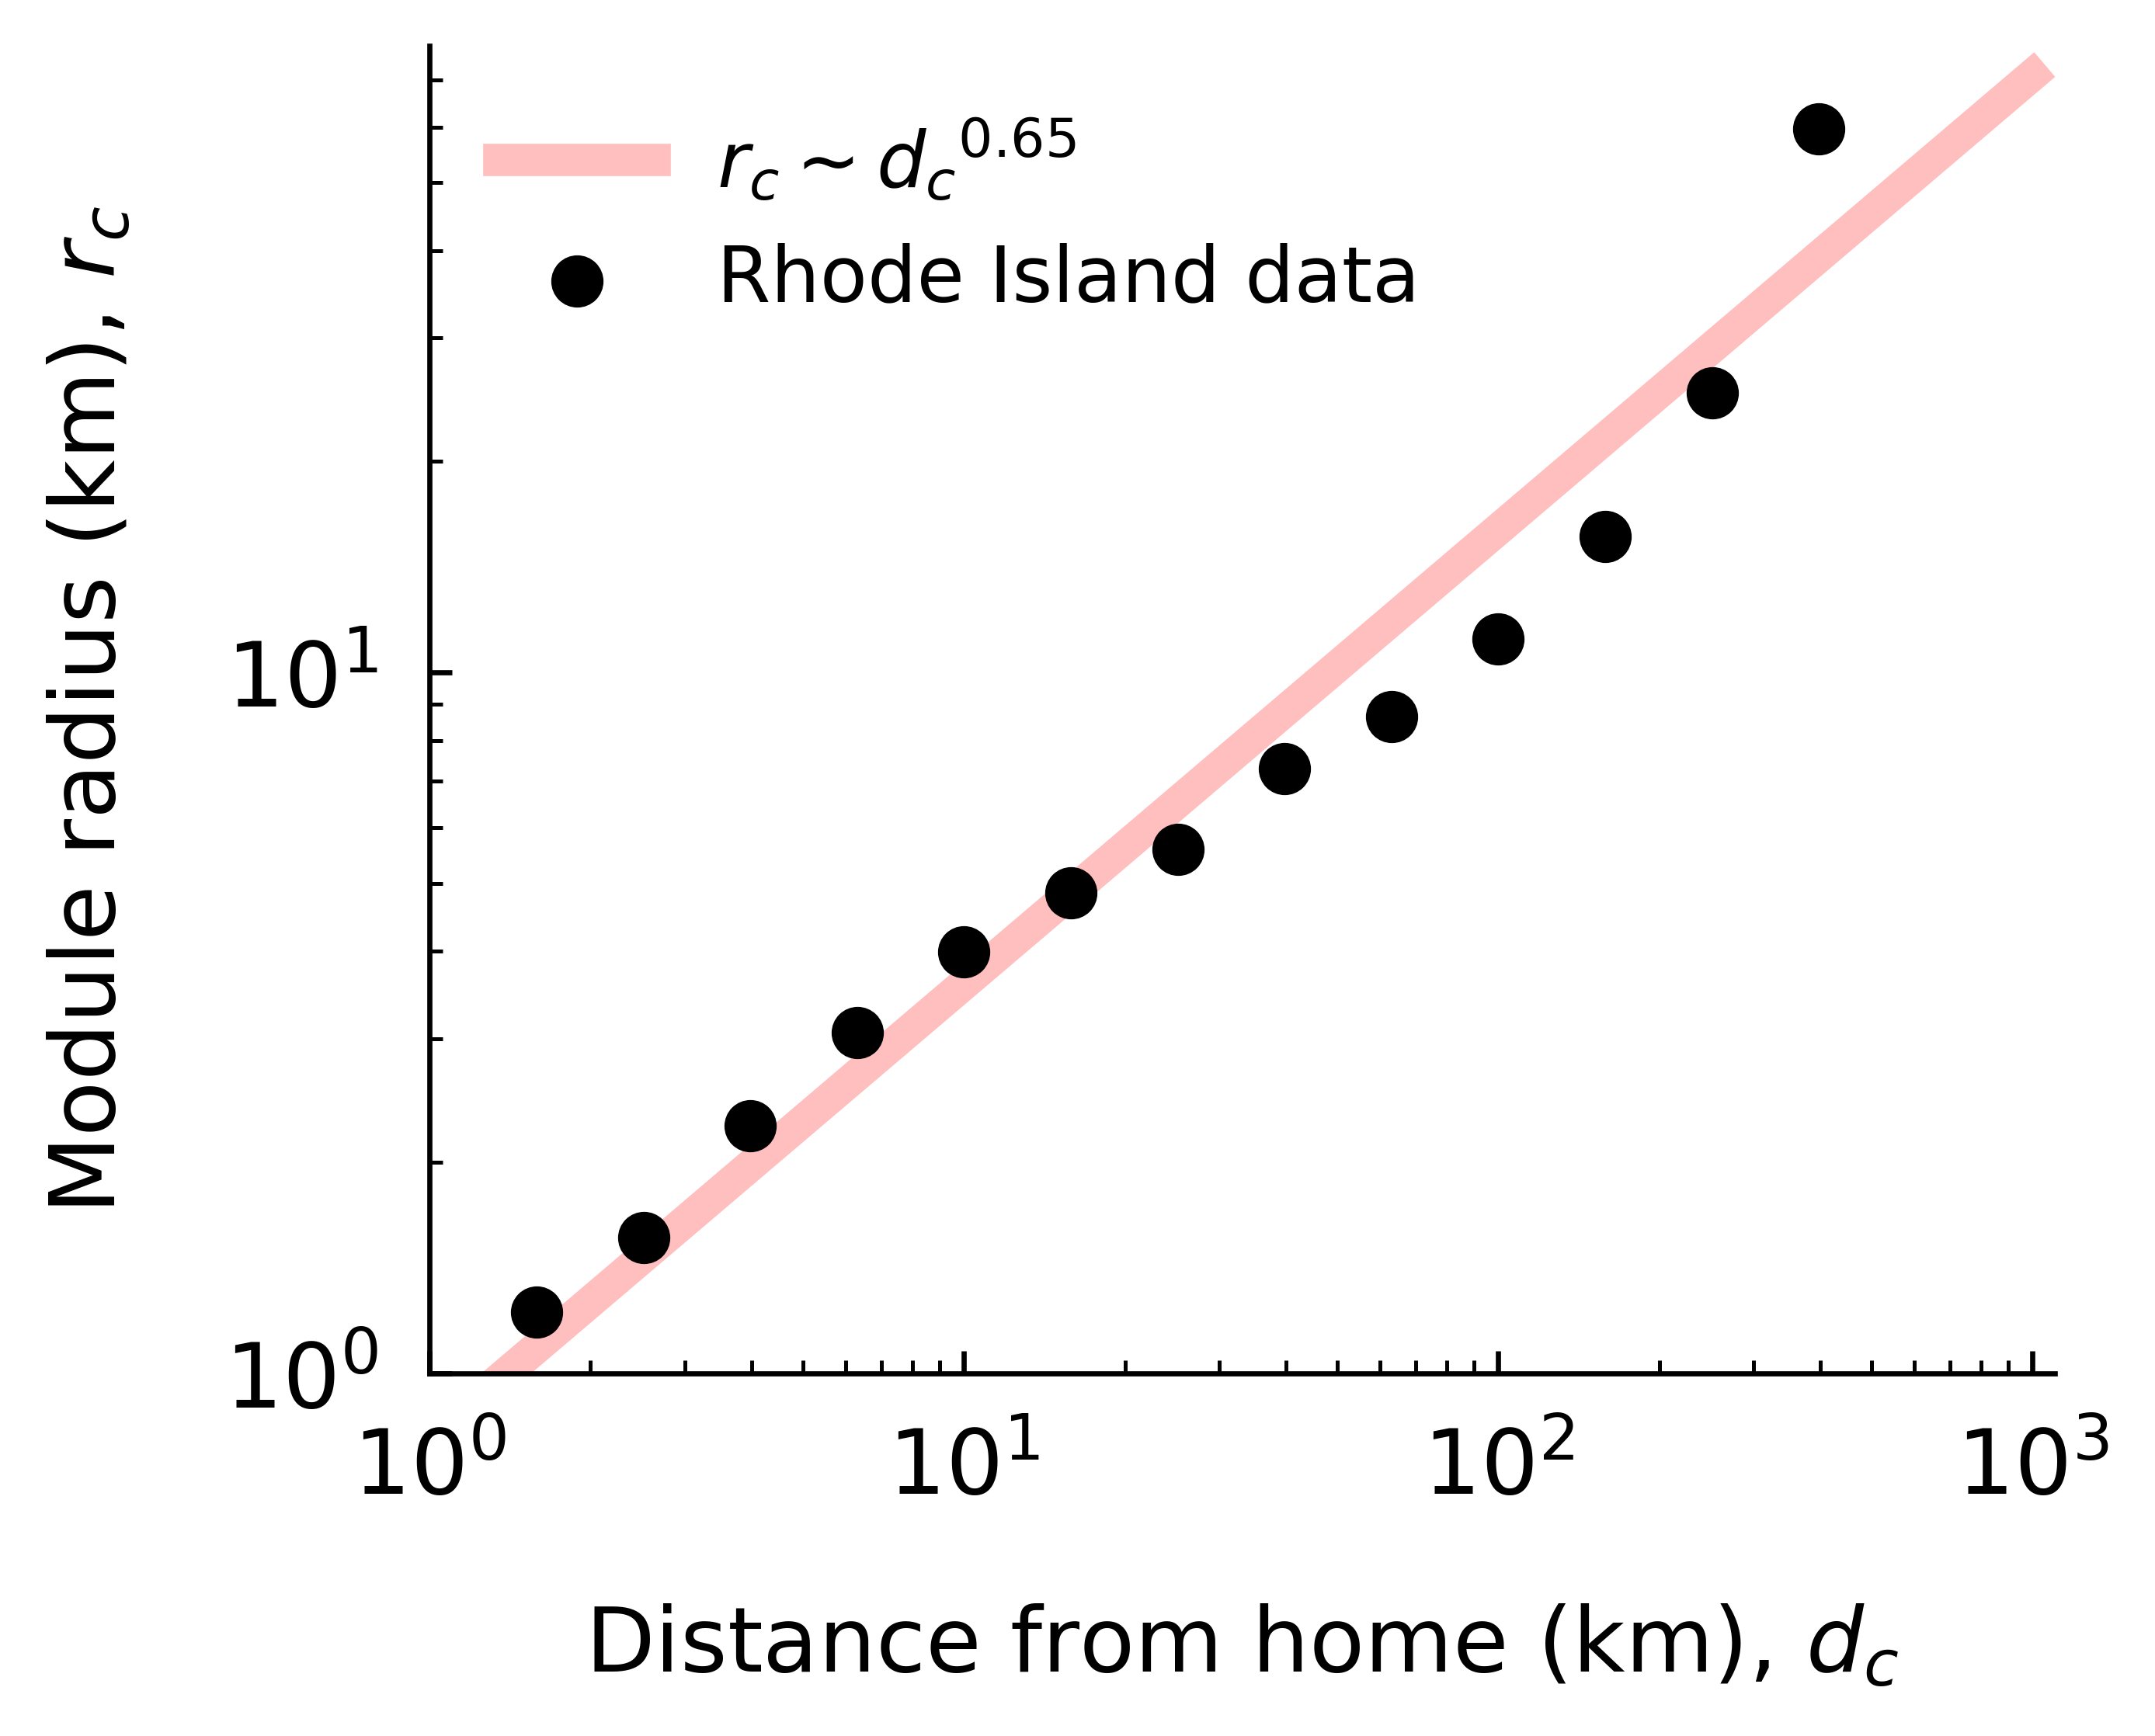 r_c ~ d_c^0.65
Rhode Island data
Module radius (km), r_c
10^1
10^0
10^0 10^1 10^2 10^3
Distance from home (km), d_c